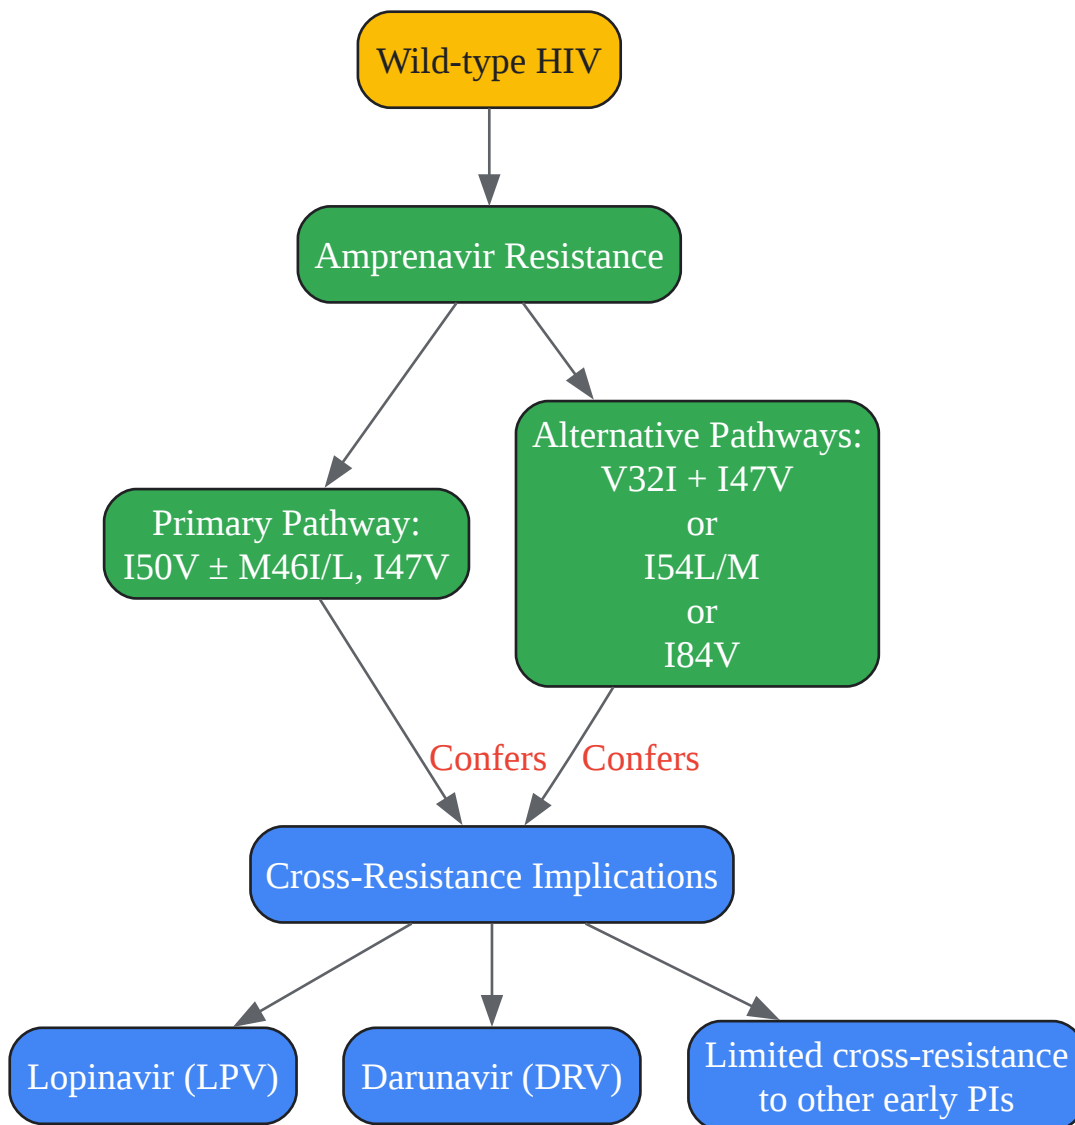 Wild-type HIV
Amprenavir Resistance
Primary Pathway:
I50V ± M46I/L, I47V
Alternative Pathways:
V32I + I47V
or
I54L/M
or
I84V
Confers
Confers
Cross-Resistance Implications
Lopinavir (LPV)
Darunavir (DRV)
Limited cross-resistance
to other early PIs